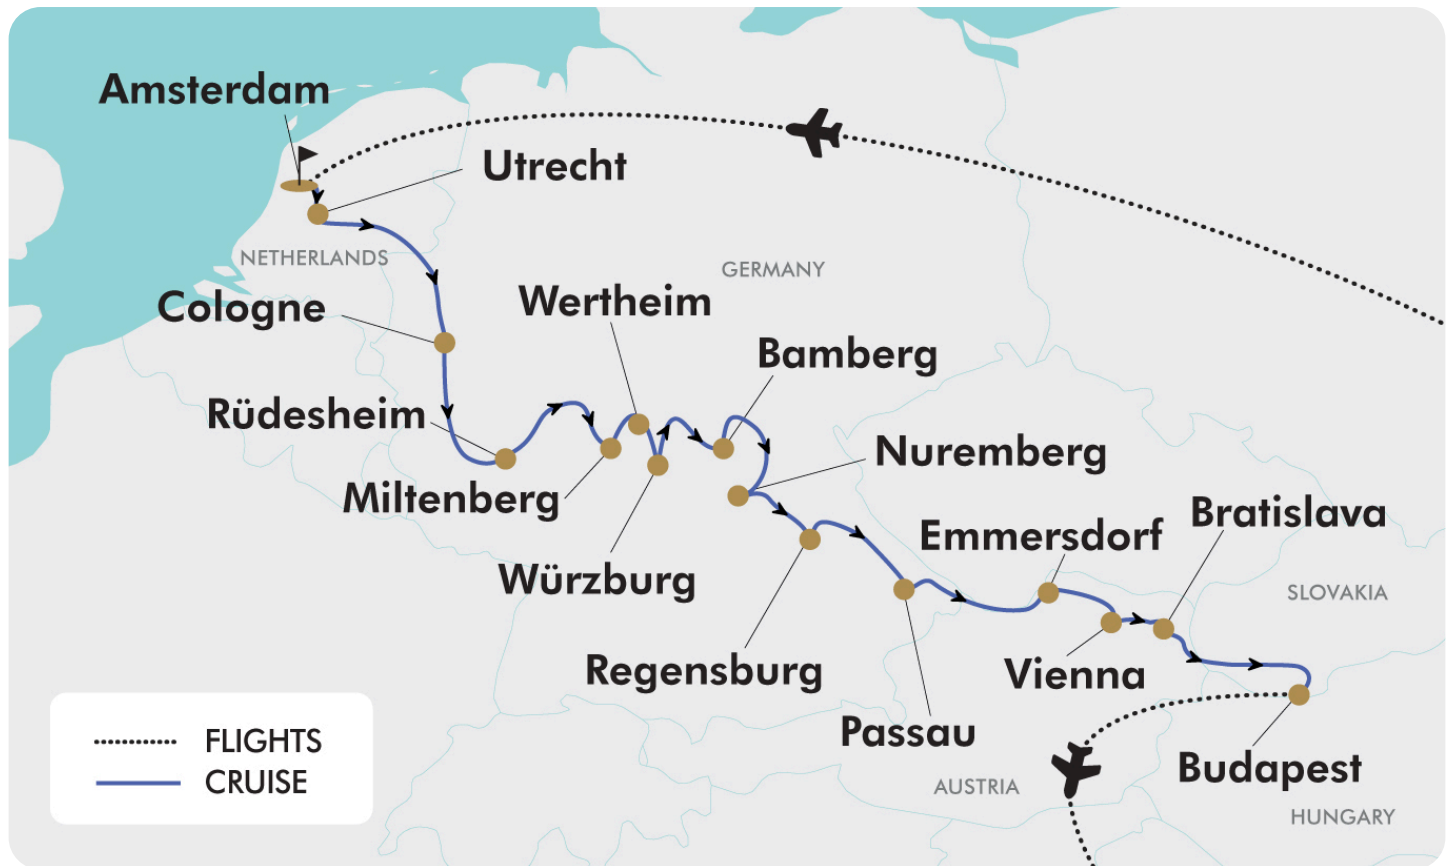 Amsterdam
Utrecht
NETHERLANDS
GERMANY
Cologne
Wertheim
Bamberg
Rüdesheim
Nuremberg
Miltenberg
Bratislava
Emmersdorf
Würzburg
SLOVAKIA
Regensburg
Vienna
Passau
Budapest
AUSTRIA
HUNGARY
FLIGHTS
CRUISE